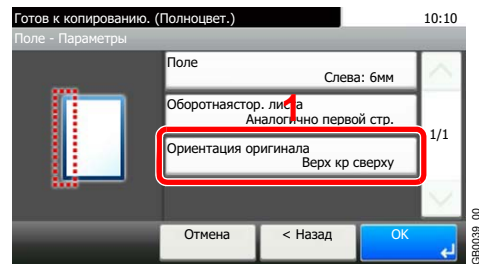 Готов к копированию. (Полноцвет.) 10:10
Поле - Параметры
Поле
Слева: 6мм
Оборотнаястор. листа
Аналогично первой стр.
1
1/1
Ориентация оригинала
Верх кр сверху
Отмена < Назад OK
GB0039_00